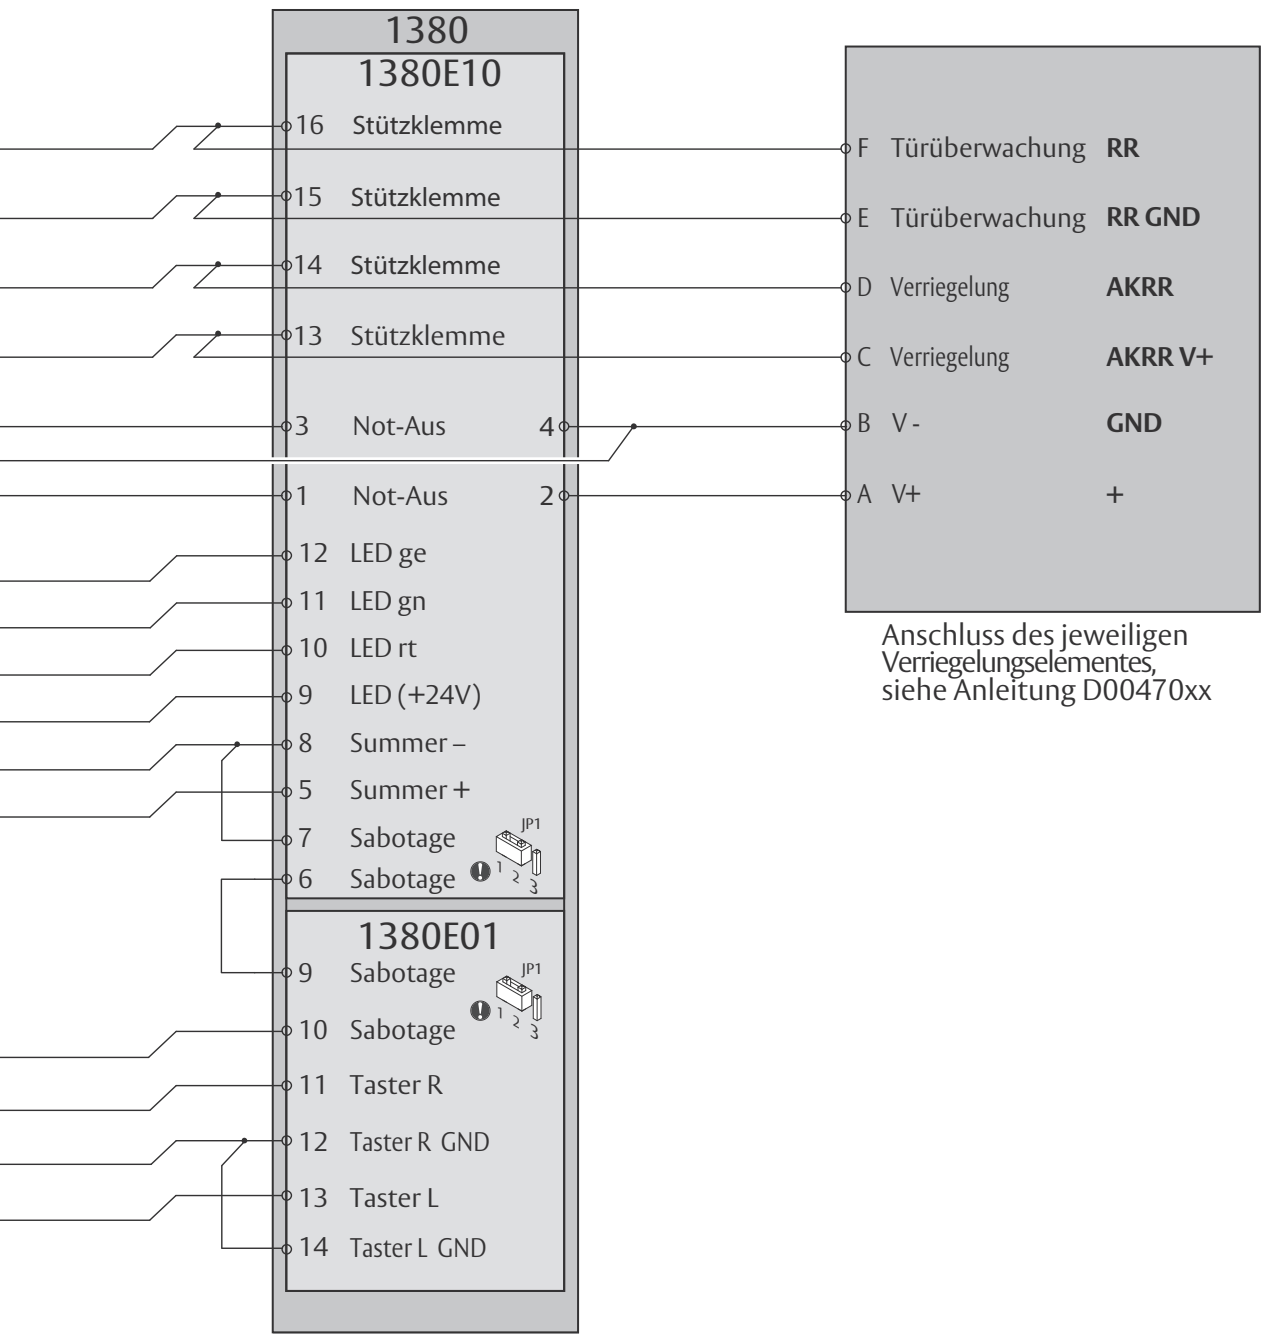 1380
1380E10
16 Stützklemme
15 Stützklemme
14 Stützklemme
13 Stützklemme
3 Not-Aus 4
1 Not-Aus 2
12 LED ge
11 LED gn
10 LED rt
9 LED (+24V)
8 Summer –
5 Summer +
7 Sabotage
JP1
6 Sabotage
1 2 3
1380E01
9 Sabotage
JP1
1 2 3
10 Sabotage
11 Taster R
12 Taster R GND
13 Taster L
14 Taster L GND
F Türüberwachung RR
E Türüberwachung RR GND
D Verriegelung AKRR
C Verriegelung AKRR V+
B V - GND
A V+ +
Anschluss des jeweiligen
Verriegelungselementes,
siehe Anleitung D00470xx